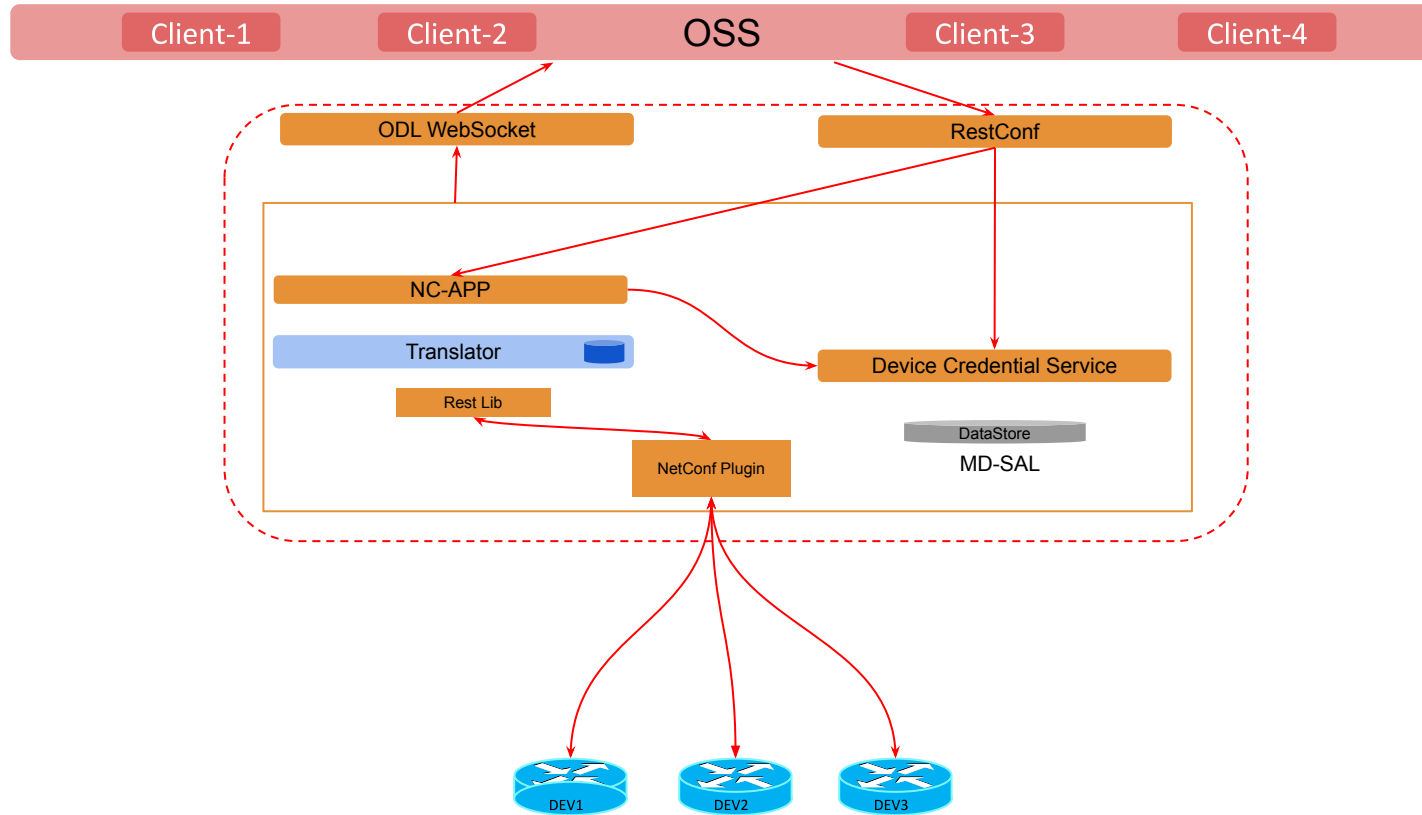 Client-1
Client-2
OSS
Client-3
Client-4
ODL WebSocket
RestConf
NC-APP
Translator
Device Credential Service
Rest Lib
DataStore
MD-SAL
NetConf Plugin
DEV1
DEV2
DEV3